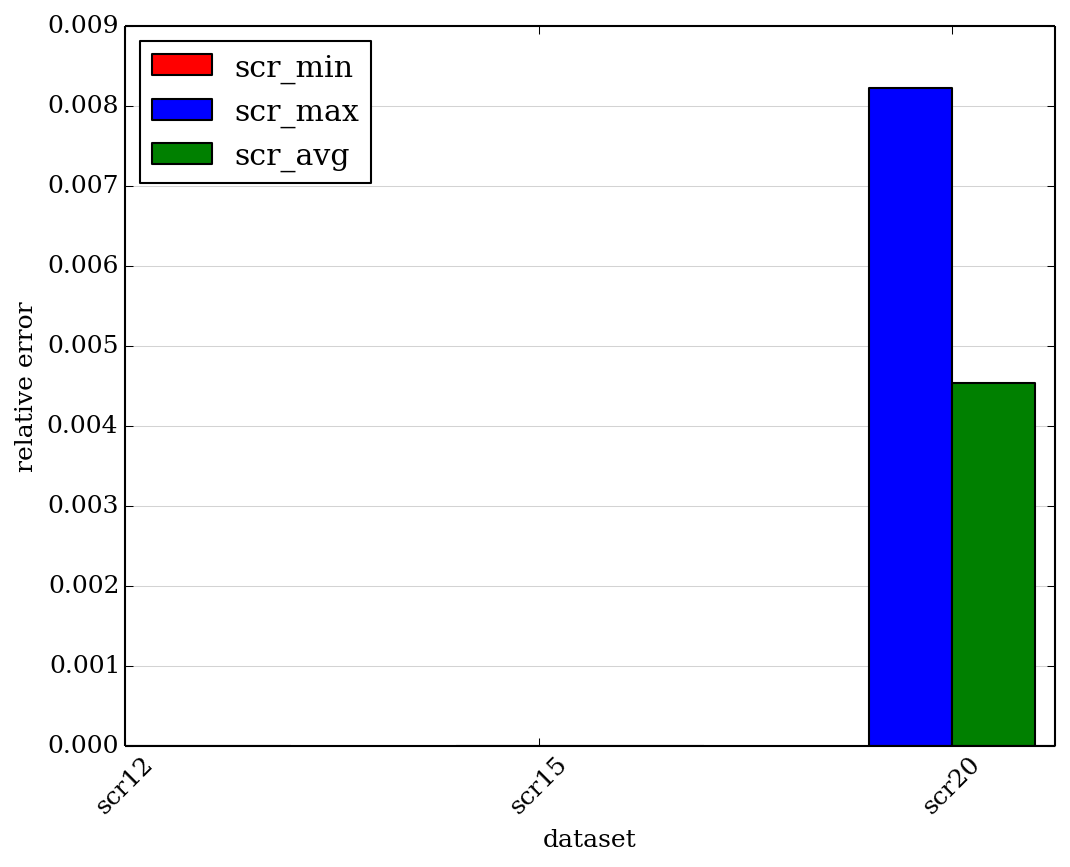 0.009
0.008
0.007
0.006
0.005
0.004
0.003
0.002
0.001
0.000
relative error
scr_min
scr_max
scr_avg
scr12
scr15
scr20
dataset